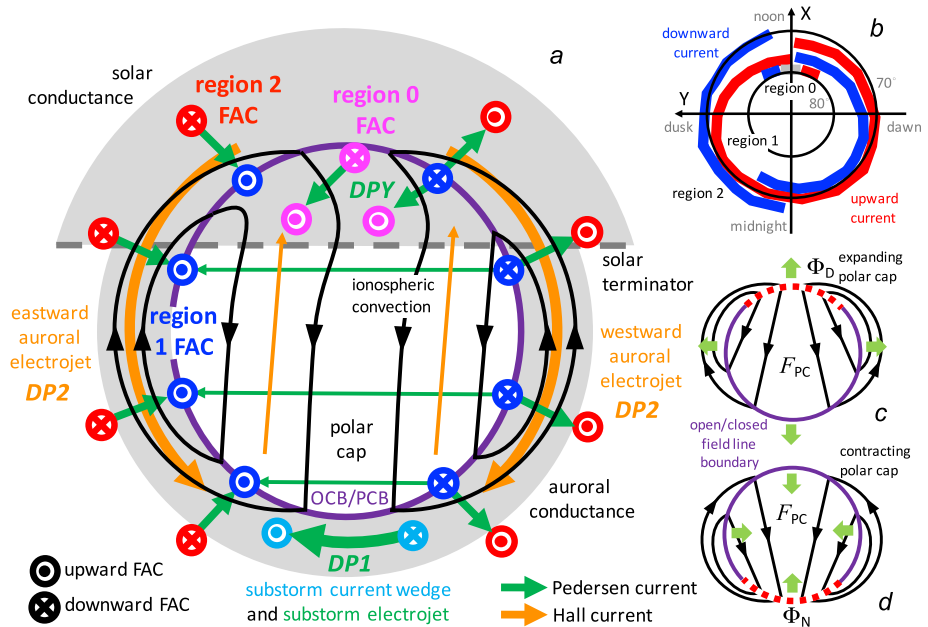 a
solar
conductance
region 2
FAC
region 0
FAC
DPY
ionospheric
convection
solar
terminator
eastward
auroral
electrojet
DP2
region
1 FAC
westward
auroral
electrojet
DP2
polar
cap
OCB/PCB
auroral
conductance
DP1
substorm current wedge
and substorm electrojet
upward FAC
downward FAC
Pedersen current
Hall current
b
noon
X
downward
current
region 0
70°
80°
Y
dusk
dawn
region 1
region 2
midnight
upward
current
ΦD
expanding
polar cap
FPC
c
open/closed
field line
boundary
contracting
polar cap
FPC
d
ΦN